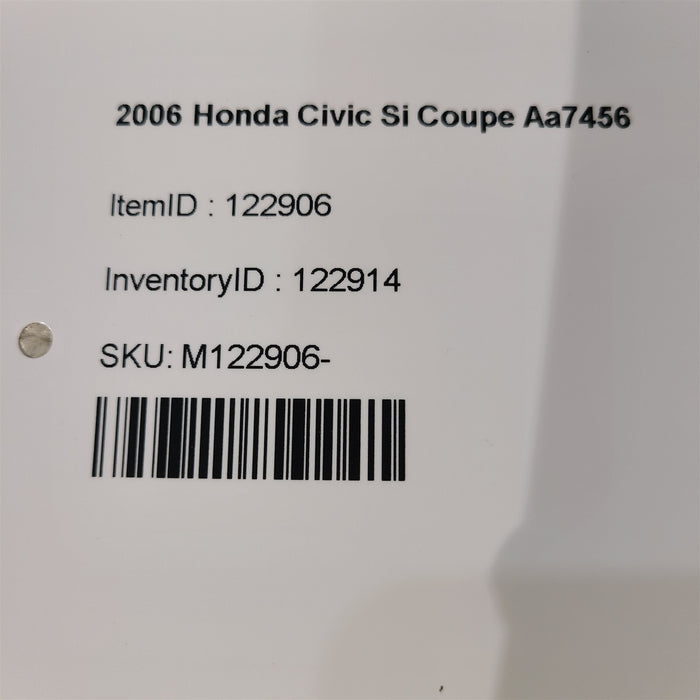 2006 Honda Civic Si Coupe Aa7456
ItemID : 122906
InventoryID : 122914
SKU: M122906-